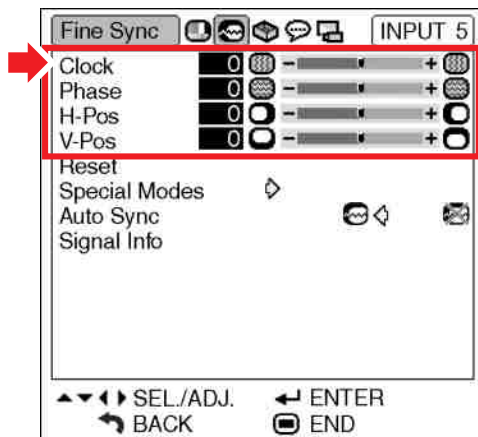 Fine Sync INPUT 5
Clock 0 - +
Phase 0 - +
H-Pos 0 - +
V-Pos 0 - +
Reset
Special Modes
Auto Sync
Signal Info
SEL./ADJ. ENTER
BACK END